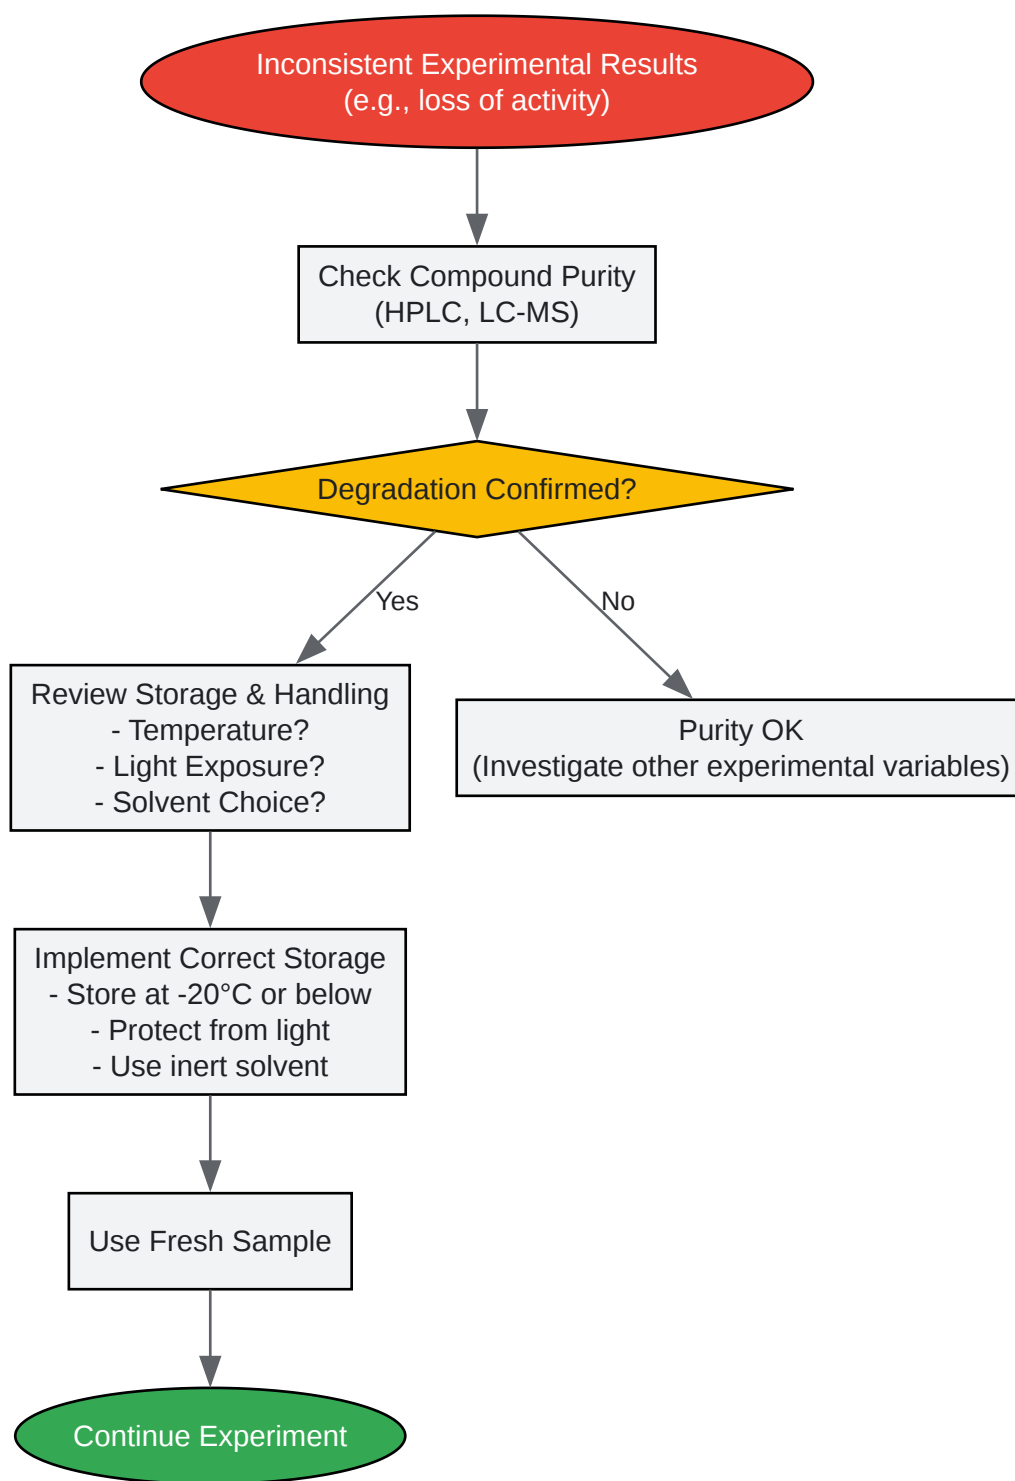 Inconsistent Experimental Results
(e.g., loss of activity)
Check Compound Purity
(HPLC, LC-MS)
Degradation Confirmed?
Yes
No
Review Storage & Handling
- Temperature?
- Light Exposure?
- Solvent Choice?
Purity OK
(Investigate other experimental variables)
Implement Correct Storage
- Store at -20°C or below
- Protect from light
- Use inert solvent
Use Fresh Sample
Continue Experiment